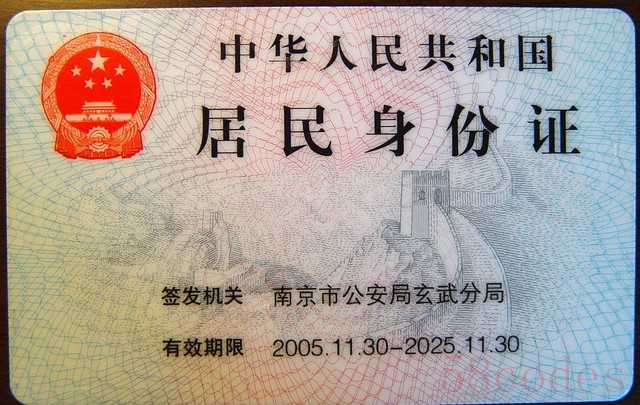 中华人民共和国
居民身份证
签发机关 南京市公安局玄武分局
有效期限 2005.11.30-2025.11.30
68codes